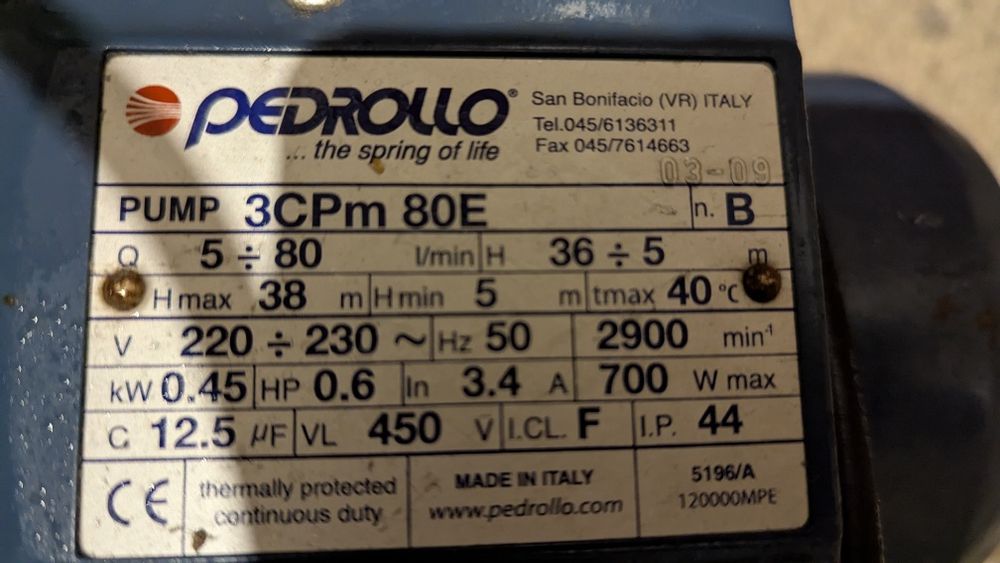 PEDROLLO®
... the spring of life
San Bonifacio (VR) ITALY
Tel.045/6136311
Fax 045/7614663
03-09
PUMP 3CPm 80E n. B
Q 5 ÷ 80 l/min H 36 ÷ 5 m
H max 38 m H min 5 m tmax 40 °C
V 220 ÷ 230 ~ Hz 50 2900 min-1
kW 0.45 HP 0.6 In 3.4 A 700 W max
C 12.5 µF VL 450 V I.CL. F I.P. 44
CE
thermally protected
continuous duty
MADE IN ITALY
www.pedrollo.com
5196/A
120000MPE